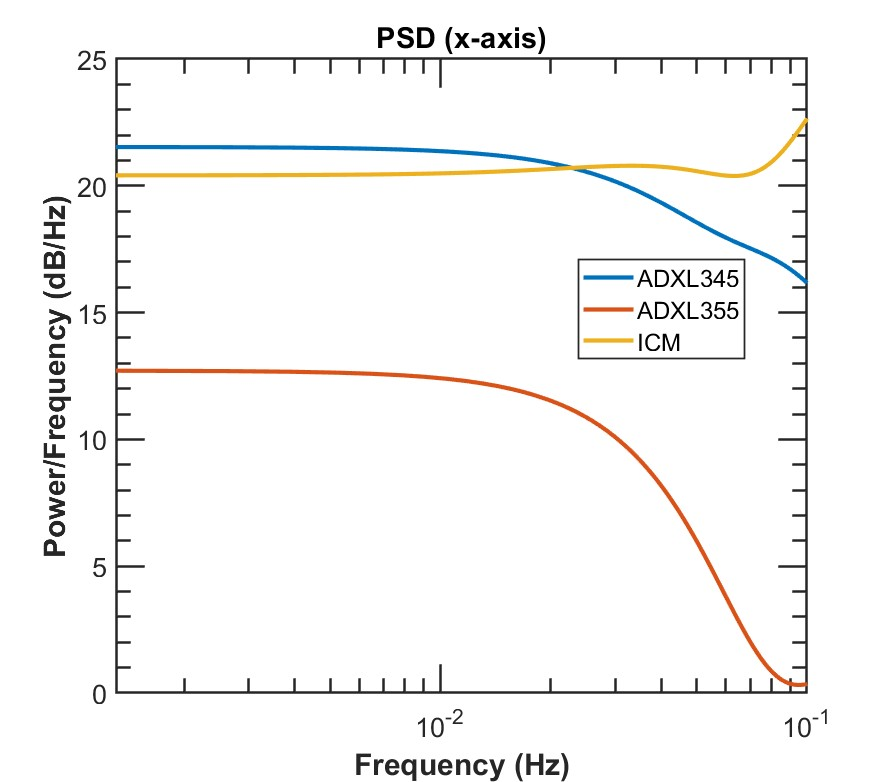 PSD (x-axis)
25
20
15
10
5
0
Power/Frequency (dB/Hz)
ADXL345
ADXL355
ICM
10^-2
10^-1
Frequency (Hz)